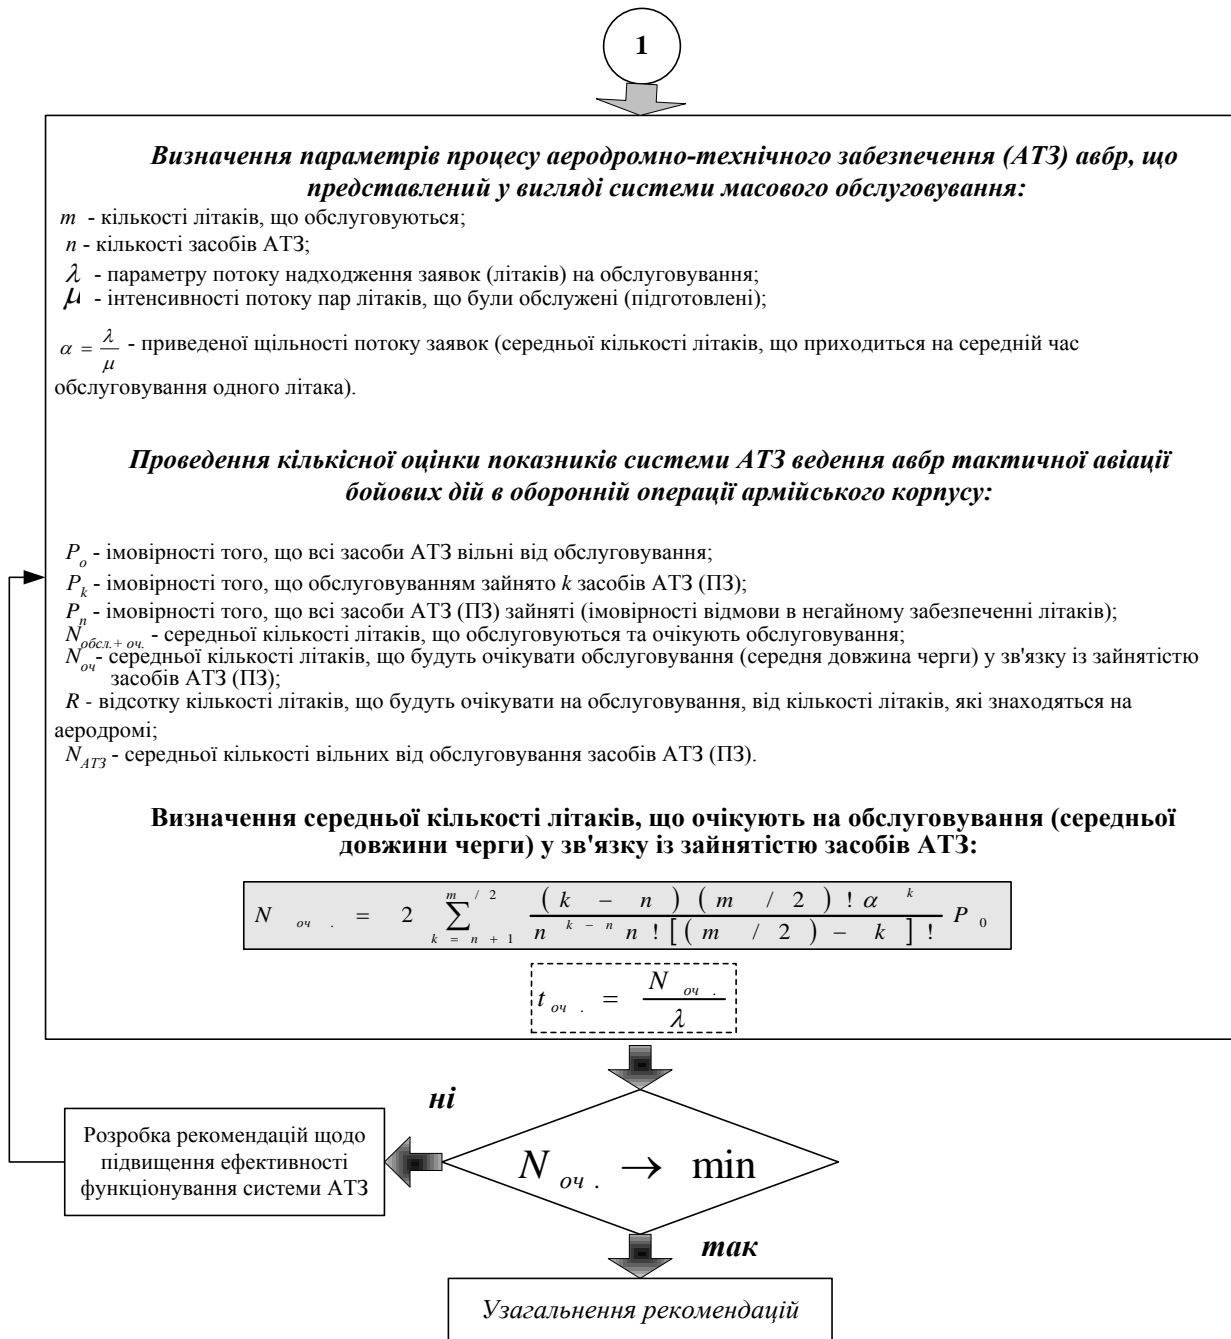 1
Визначення параметрів процесу аеродромно-технічного забезпечення (АТЗ) авбр, що
представлений у вигляді системи масового обслуговування:
m - кількості літаків, що обслуговуються;
n - кількості засобів АТЗ;
λ - параметру потоку надходження заявок (літаків) на обслуговування;
μ - інтенсивності потоку пар літаків, що були обслужені (підготовлені);
α = λ/μ - приведеної щільності потоку заявок (середньої кількості літаків, що приходиться на середній час
обслуговування одного літака).
Проведення кількісної оцінки показників системи АТЗ ведення авбр тактичної авіації
бойових дій в оборонній операції армійського корпусу:
P_o - імовірності того, що всі засоби АТЗ вільні від обслуговування;
P_k - імовірності того, що обслуговуванням зайнято k засобів АТЗ (ПЗ);
P_n - імовірності того, що всі засоби АТЗ (ПЗ) зайняті (імовірності відмови в негайному забезпеченні літаків);
N_обсл.+ оч. - середньої кількості літаків, що обслуговуються та очікують обслуговування;
N_оч - середньої кількості літаків, що будуть очікувати обслуговування (середня довжина черги) у зв'язку із зайнятістю
засобів АТЗ (ПЗ);
R - відсотку кількості літаків, що будуть очікувати на обслуговування, від кількості літаків, які знаходяться на
аеродромі;
N_АТЗ - середньої кількості вільних від обслуговування засобів АТЗ (ПЗ).
Визначення середньої кількості літаків, що очікують на обслуговування (середньої
довжини черги) у зв'язку із зайнятістю засобів АТЗ:
N_оч. = 2 ∑_{k = n + 1}^{m / 2} ((k - n)(m / 2)! α^k) / (n^{k - n} n! [(m / 2) - k]!) P_0
t_оч. = N_оч. / λ
ні
Розробка рекомендацій щодо
підвищення ефективності
функціонування системи АТЗ
N_оч. → min
так
Узагальнення рекомендацій